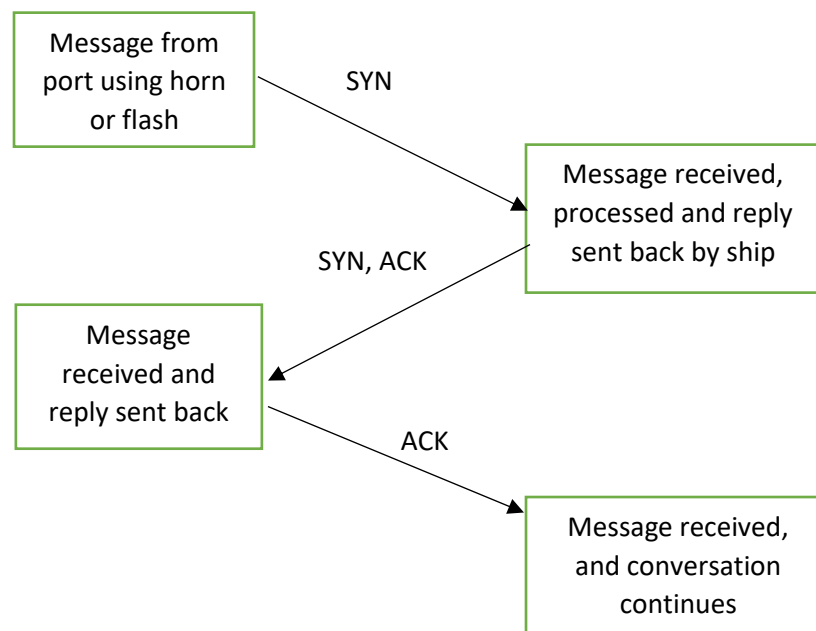 Message from
port using horn
or flash
SYN
Message received,
processed and reply
sent back by ship
SYN, ACK
Message
received and
reply sent back
ACK
Message received,
and conversation
continues